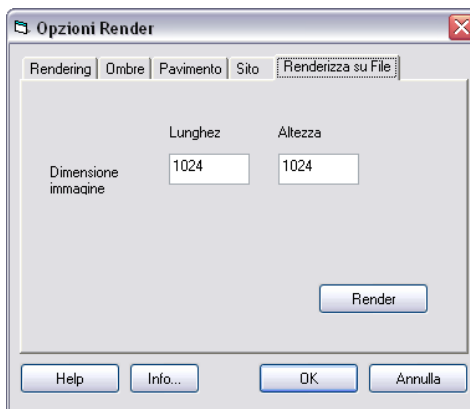 Opzioni Render
Rendering Ombre Pavimento Sito Renderizza su File
Lunghez Altezza
Dimensione immagine 1024 1024
Render
Help Info... OK Annulla